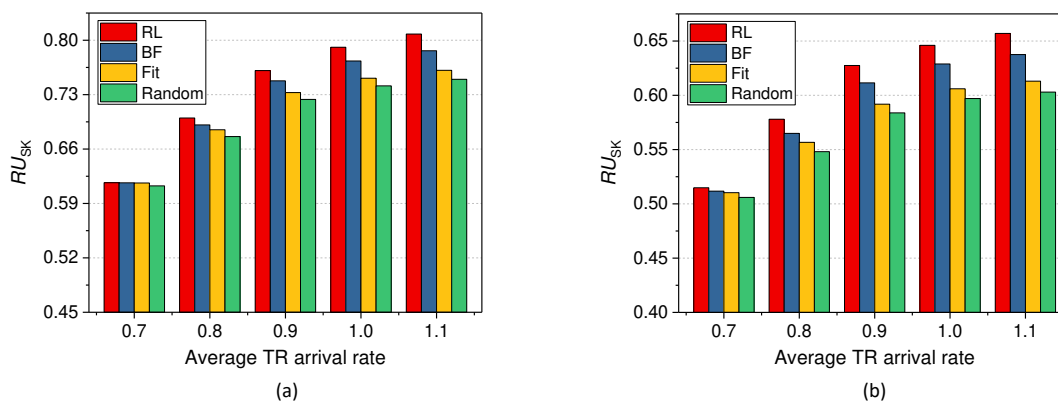 RL
BF
Fit
Random
0.80
0.73
0.66
0.59
0.52
0.45
RU_SK
0.7 0.8 0.9 1.0 1.1
Average TR arrival rate
(a)
RL
BF
Fit
Random
0.65
0.60
0.55
0.50
0.45
0.40
RU_SK
0.7 0.8 0.9 1.0 1.1
Average TR arrival rate
(b)